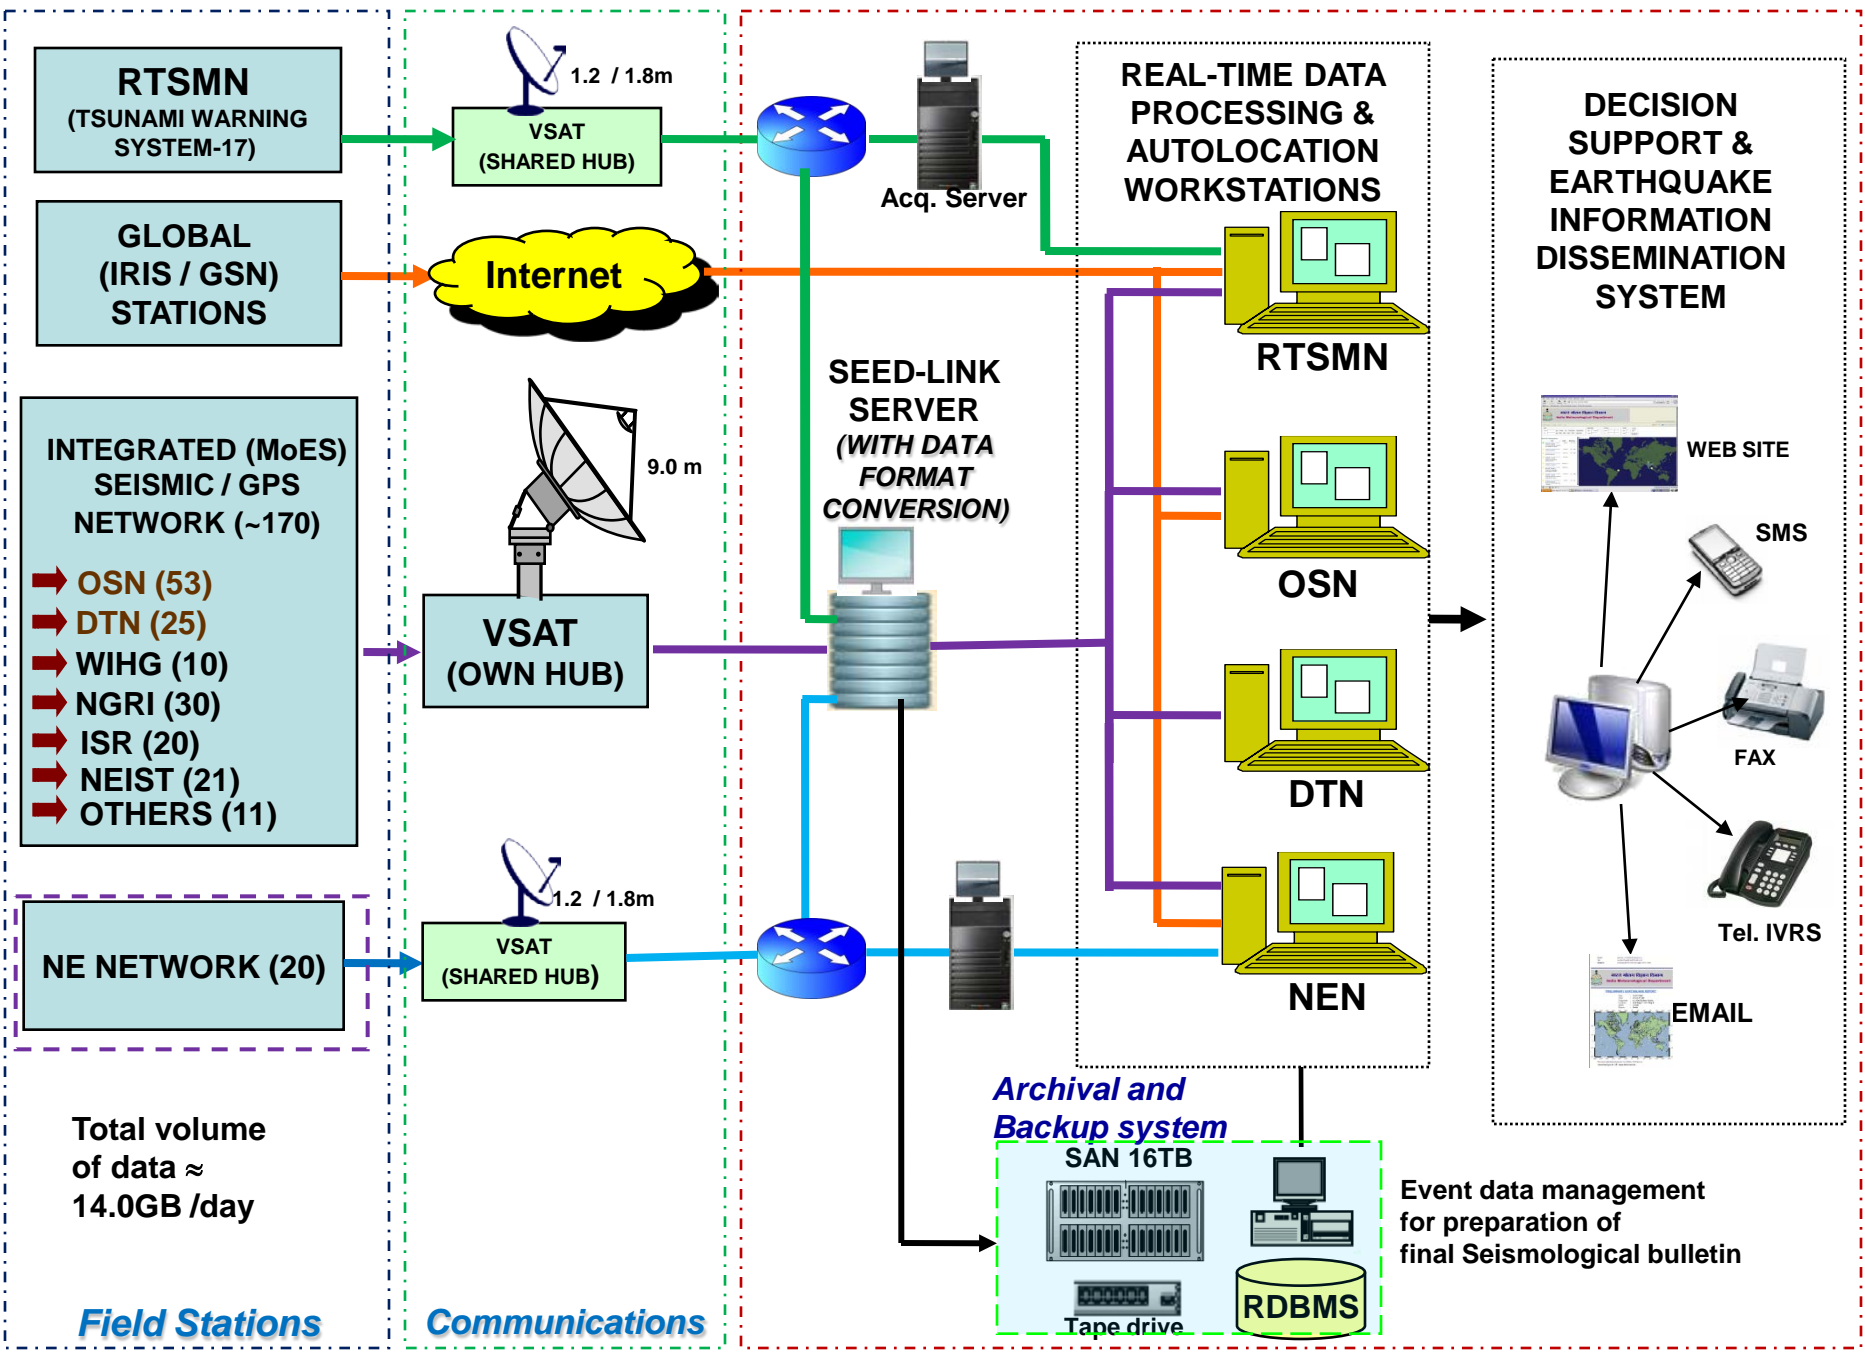 RTSMN
(TSUNAMI WARNING
SYSTEM-17)
GLOBAL
(IRIS / GSN)
STATIONS
INTEGRATED (MoES)
SEISMIC / GPS
NETWORK (~170)
OSN (53)
DTN (25)
WIHG (10)
NGRI (30)
ISR (20)
NEIST (21)
OTHERS (11)
NE NETWORK (20)
Total volume
of data ≈
14.0GB /day
Field Stations
1.2 / 1.8m
VSAT
(SHARED HUB)
Internet
9.0 m
VSAT
(OWN HUB)
1.2 / 1.8m
VSAT
(SHARED HUB)
Communications
Acq. Server
SEED-LINK
SERVER
(WITH DATA
FORMAT
CONVERSION)
REAL-TIME DATA
PROCESSING &
AUTOLOCATION
WORKSTATIONS
RTSMN
OSN
DTN
NEN
Archival and
Backup system
SAN 16TB
Tape drive
RDBMS
Event data management
for preparation of
final Seismological bulletin
DECISION
SUPPORT &
EARTHQUAKE
INFORMATION
DISSEMINATION
SYSTEM
WEB SITE
SMS
FAX
Tel. IVRS
EMAIL